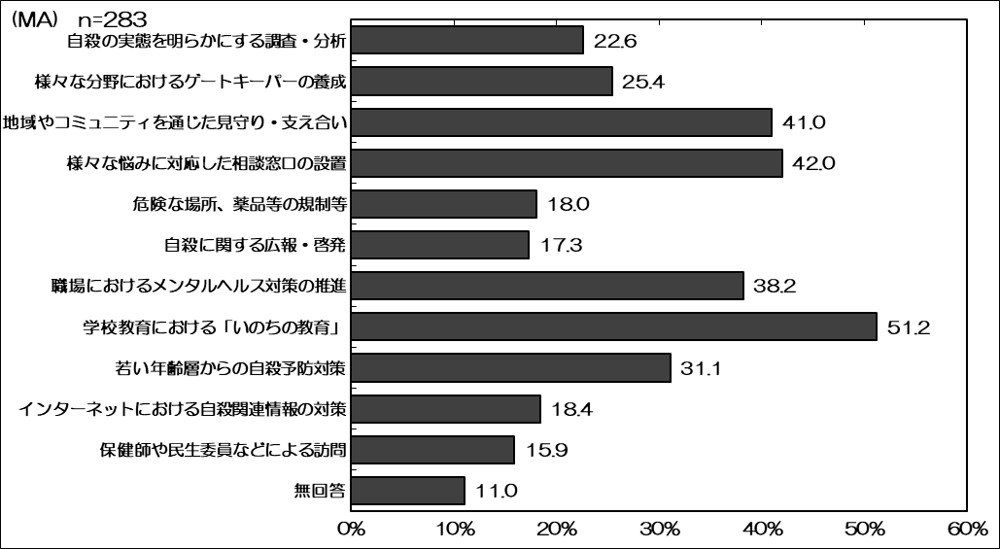 (MA) n=283
自殺の実態を明らかにする調査・分析 22.6
様々な分野におけるゲートキーパーの養成 25.4
地域やコミュニティを通じた見守り・支え合い 41.0
様々な悩みに対応した相談窓口の設置 42.0
危険な場所、薬品等の規制等 18.0
自殺に関する広報・啓発 17.3
職場におけるメンタルヘルス対策の推進 38.2
学校教育における「いのちの教育」 51.2
若い年齢層からの自殺予防対策 31.1
インターネットにおける自殺関連情報の対策 18.4
保健師や民生委員などによる訪問 15.9
無回答 11.0
0% 10% 20% 30% 40% 50% 60%